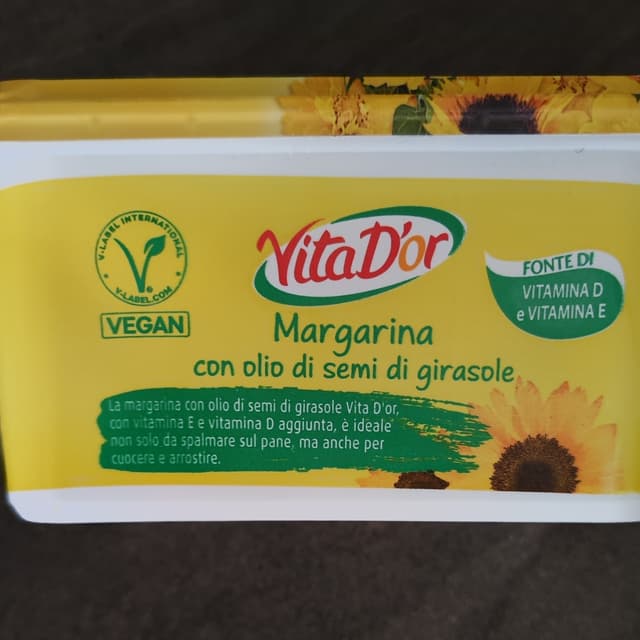 V-LABEL INTERNATIONAL
V-LABEL.COM
VEGAN
VitaD'or
Margarina
con olio di semi di girasole
FONTE DI
VITAMINA D
e VITAMINA E
La margarina con olio di semi di girasole Vita D'or,
con vitamina E e vitamina D aggiunta, è ideale
non solo da spalmare sul pane, ma anche per
cuocere e arrostire.